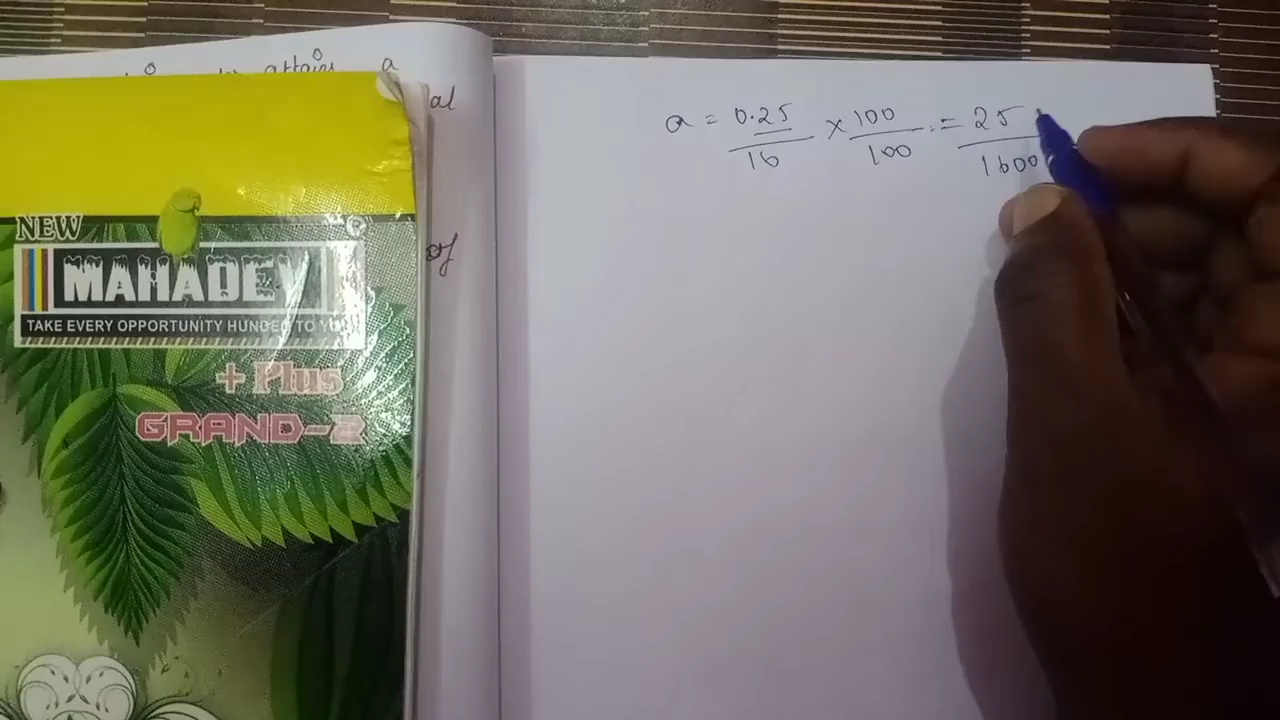 attains a
al
of
NEW
MAHADEV
TAKE EVERY OPPORTUNITY HUNDED TO YOU
+ Plus
GRAND-2
a = 0.25/16 × 100/100 = 25/1600